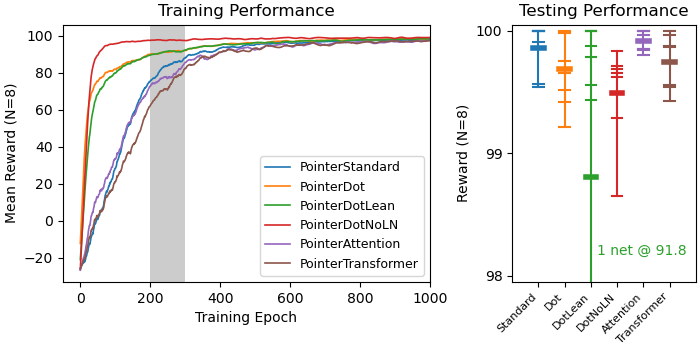 Training Performance
Mean Reward (N=8)
100
80
60
40
20
0
−20
0
200
400
600
800
1000
Training Epoch
PointerStandard
PointerDot
PointerDotLean
PointerDotNoLN
PointerAttention
PointerTransformer
Testing Performance
Reward (N=8)
100
99
98
1 net @ 91.8
Standard
Dot
DotLean
DotNoLN
Attention
Transformer